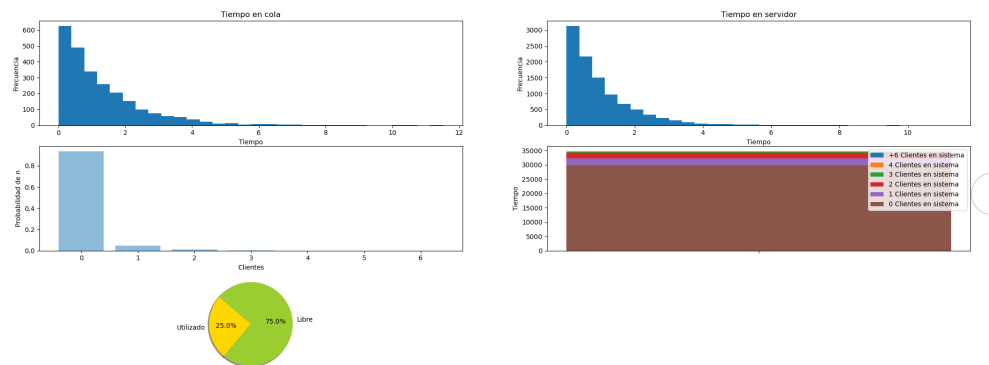 Tiempo en cola
Frecuencia
600
500
400
300
200
100
0
0 2 4 6 8 10 12
Tiempo
Tiempo en servidor
Frecuencia
3000
2500
2000
1500
1000
500
0
0 2 4 6 8 10
Tiempo
Probabilidad de n
0.8
0.6
0.4
0.2
0.0
0 1 2 3 4 5 6
Clientes
Tiempo
35000
30000
25000
20000
15000
10000
5000
0
+6 Clientes en sistema
4 Clientes en sistema
3 Clientes en sistema
2 Clientes en sistema
1 Clientes en sistema
0 Clientes en sistema
Utilizado
25.0%
75.0%
Libre